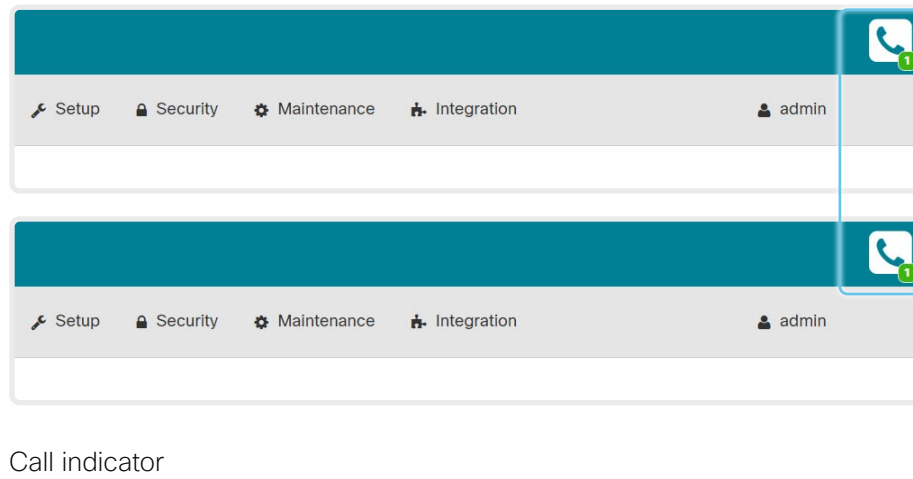 1
Setup Security Maintenance Integration admin
1
Setup Security Maintenance Integration admin
Call indicator